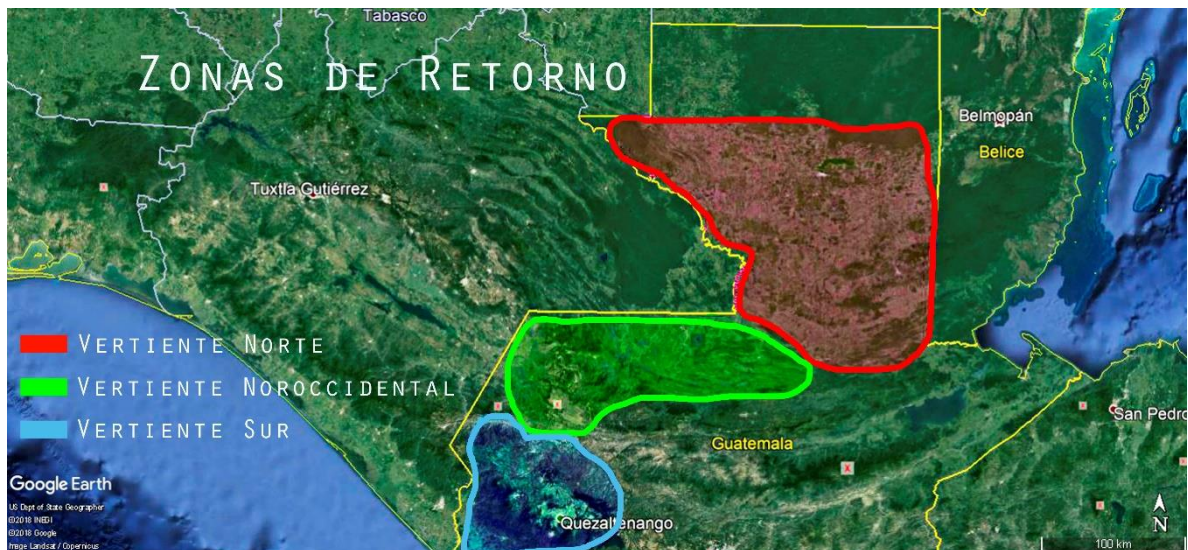 Tabasco
ZONAS DE RETORNO
Belmopán
Belice
Tuxtla Gutiérrez
VERTIENTE NORTE
VERTIENTE NOROCCIDENTAL
VERTIENTE SUR
San Pedro
Guatemala
Google Earth
US Dept of State Geographer
©2018 INEGI
©2018 Google
Image Landsat / Copernicus
Quezaltenango
N
100 km